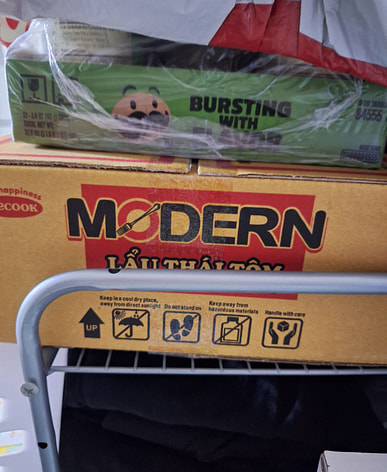 BURSTING
WITH
happiness
ECOOK
MODERN
LẨU THÁI TÔM
Keep in a cool dry place,
away from direct sunlight
Do not stand on
Keep away from
hazardous materials
Handle with care
UP